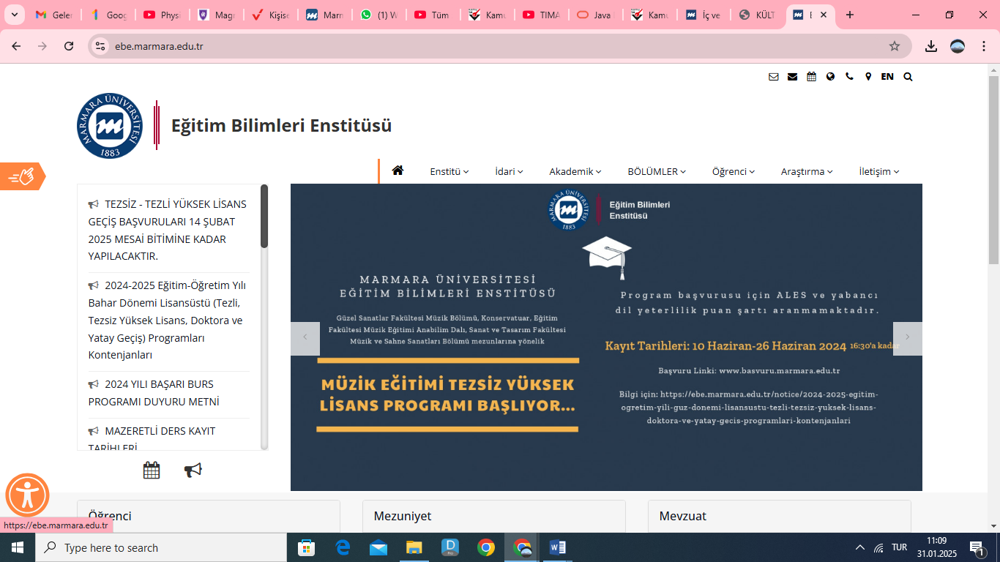 Gelen
Goog
Physi
Magn
Kişise
Marm
(1) W
Tüm
Kamu
TIMA
Java
Kamu
İç ve
KÜLT
E
ebe.marmara.edu.tr
EN
MARMARA ÜNİVERSİTESİ
1883
Eğitim Bilimleri Enstitüsü
Enstitü
İdari
Akademik
BÖLÜMLER
Öğrenci
Araştırma
İletişim
TEZSİZ - TEZLİ YÜKSEK LİSANS
GEÇİŞ BAŞVURULARI 14 ŞUBAT
2025 MESAİ BİTİMİNE KADAR
YAPILACAKTIR.
2024-2025 Eğitim-Öğretim Yılı
Bahar Dönemi Lisansüstü (Tezli,
Tezsiz Yüksek Lisans, Doktora ve
Yatay Geçiş) Programları
Kontenjanları
2024 YILI BAŞARI BURS
PROGRAMI DUYURU METNİ
MAZERETLİ DERS KAYIT
TARİHLERİ
MARMARA ÜNİVERSİTESİ
1883
Eğitim Bilimleri
Enstitüsü
MARMARA ÜNİVERSİTESİ
EĞİTİM BİLİMLERİ ENSTİTÜSÜ
Güzel Sanatlar Fakültesi Müzik Bölümü, Konservatuar, Eğitim
Fakültesi Müzik Eğitimi Anabilim Dalı, Sanat ve Tasarım Fakültesi
Müzik ve Sahne Sanatları Bölümü mezunlarına yönelik
MÜZİK EĞİTİMİ TEZSİZ YÜKSEK
LİSANS PROGRAMI BAŞLIYOR...
Program başvurusu için ALES ve yabancı
dil yeterlilik puan şartı aranmamaktadır.
Kayıt Tarihleri: 10 Haziran-26 Haziran 2024 16:30'a kadar
Başvuru Linki: www.basvuru.marmara.edu.tr
Bilgi için: https://ebe.marmara.edu.tr/notice/2024-2025-egitim-
ogretim-yili-guz-donemi-lisansustu-tezli-tezsiz-yuksek-lisans-
doktora-ve-yatay-gecis-programlari-kontenjanlari
Öğrenci
Mezuniyet
Mevzuat
https://ebe.marmara.edu.tr
Type here to search
TUR
11:09
31.01.2025
1